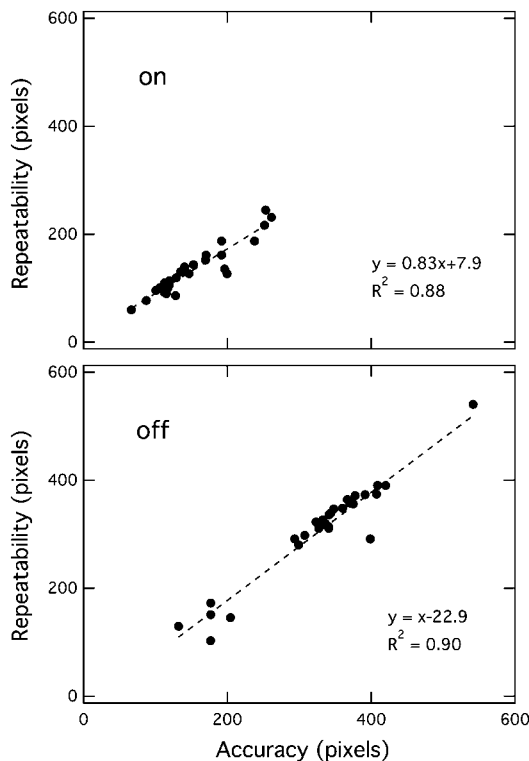 600
400
200
0
Repeatability (pixels)
on
y = 0.83x+7.9
R² = 0.88
600
400
200
0
Repeatability (pixels)
off
y = x-22.9
R² = 0.90
0 200 400 600
Accuracy (pixels)